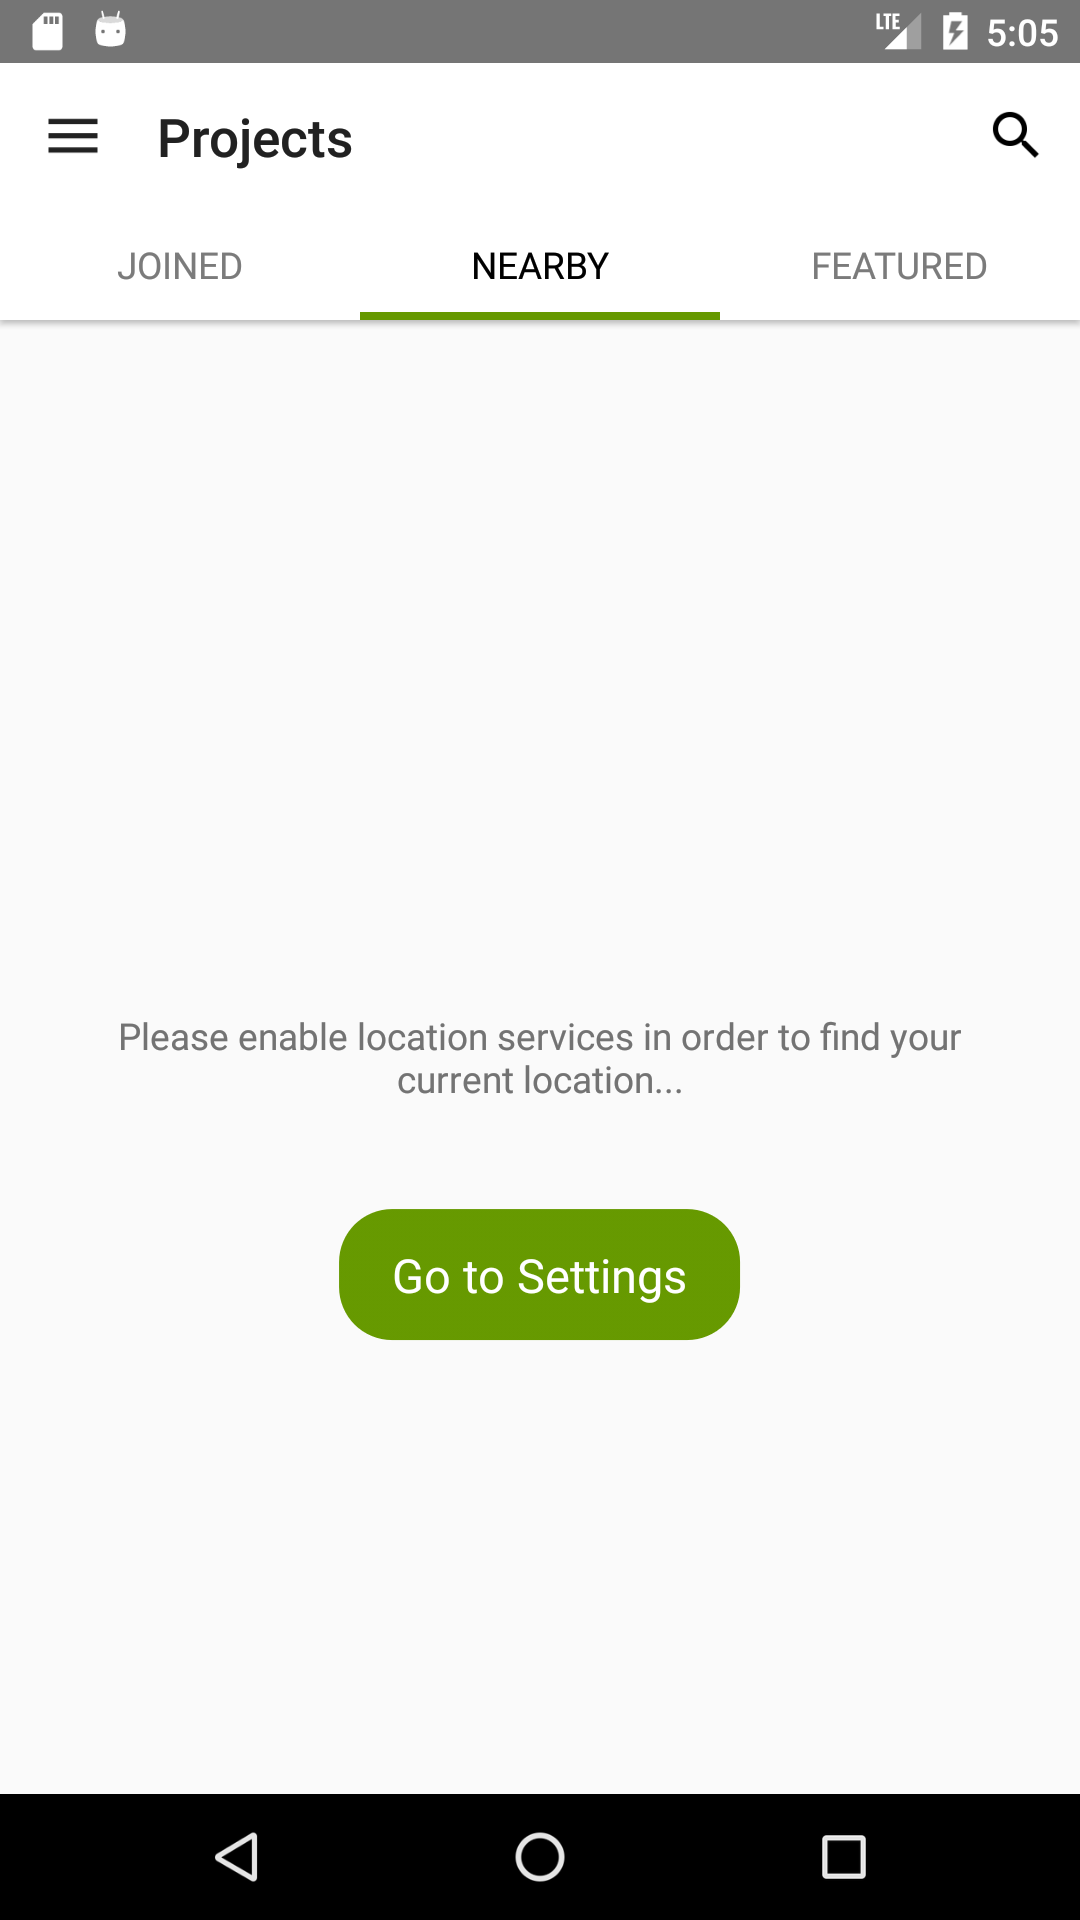 LTE 5:05
Projects
JOINED NEARBY FEATURED
Please enable location services in order to find your
current location...
Go to Settings